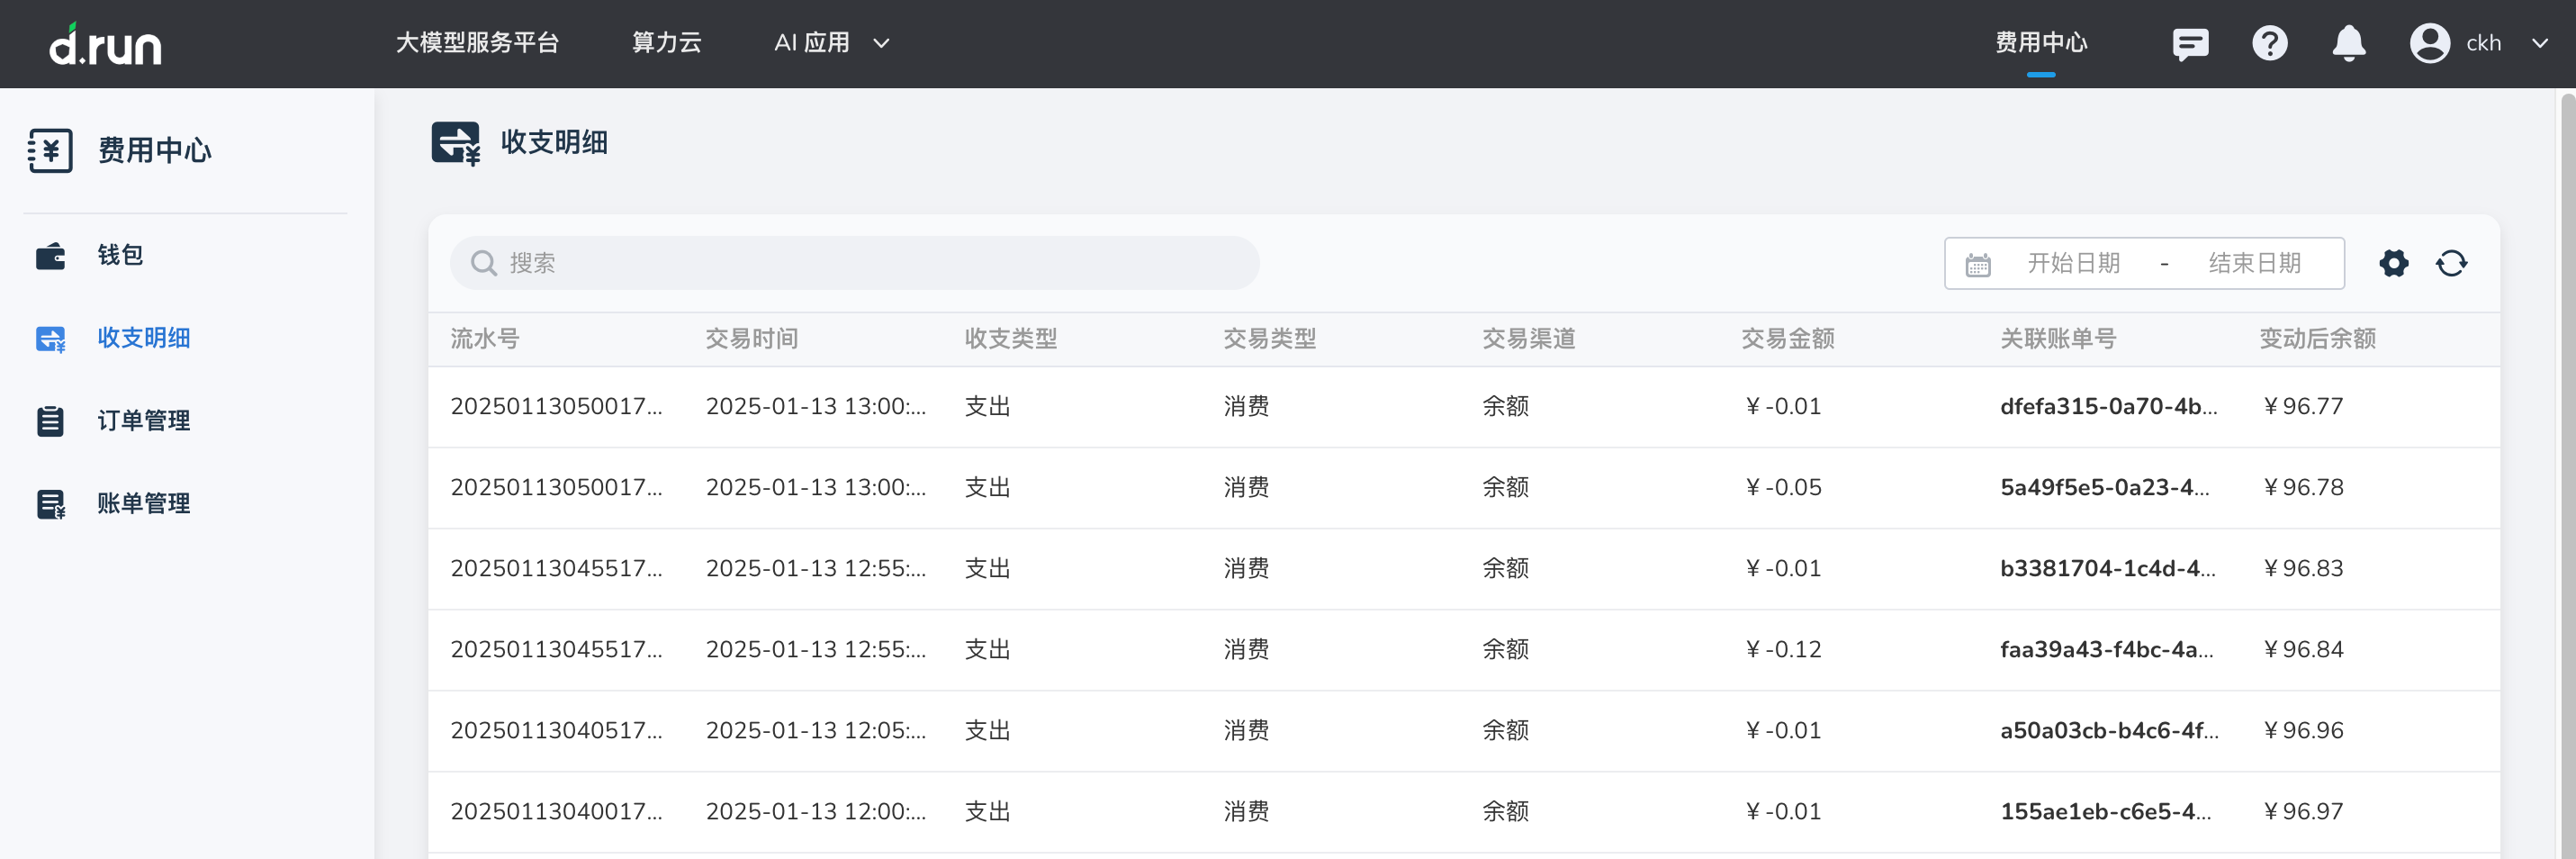 d.run 大模型服务平台 算力云 AI 应用 费用中心 ckh
费用中心
钱包
收支明细
订单管理
账单管理
收支明细
搜索 开始日期 - 结束日期
流水号 交易时间 收支类型 交易类型 交易渠道 交易金额 关联账单号 变动后余额
20250113050017... 2025-01-13 13:00:... 支出 消费 余额 ¥ -0.01 dfefa315-0a70-4b... ¥ 96.77
20250113050017... 2025-01-13 13:00:... 支出 消费 余额 ¥ -0.05 5a49f5e5-0a23-4... ¥ 96.78
20250113045517... 2025-01-13 12:55:... 支出 消费 余额 ¥ -0.01 b3381704-1c4d-4... ¥ 96.83
20250113045517... 2025-01-13 12:55:... 支出 消费 余额 ¥ -0.12 faa39a43-f4bc-4a... ¥ 96.84
20250113040517... 2025-01-13 12:05:... 支出 消费 余额 ¥ -0.01 a50a03cb-b4c6-4f... ¥ 96.96
20250113040017... 2025-01-13 12:00:... 支出 消费 余额 ¥ -0.01 155ae1eb-c6e5-4... ¥ 96.97